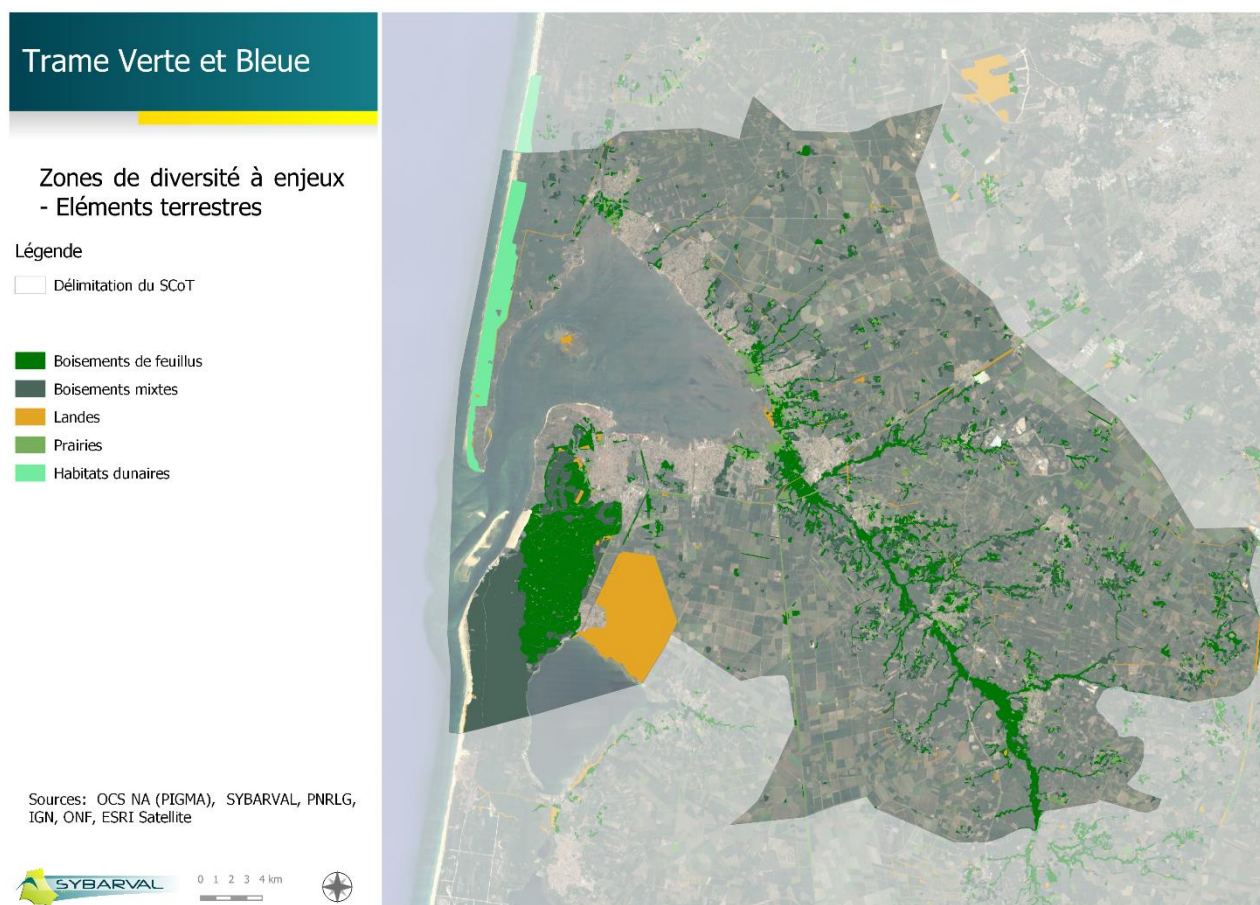 Trame Verte et Bleue
Zones de diversité à enjeux
- Eléments terrestres
Légende
Délimitation du SCoT
Boisements de feuillus
Boisements mixtes
Landes
Prairies
Habitats dunaires
Sources: OCS NA (PIGMA), SYBARVAL, PNRLG,
IGN, ONF, ESRI Satellite
SYBARVAL
0 1 2 3 4 km